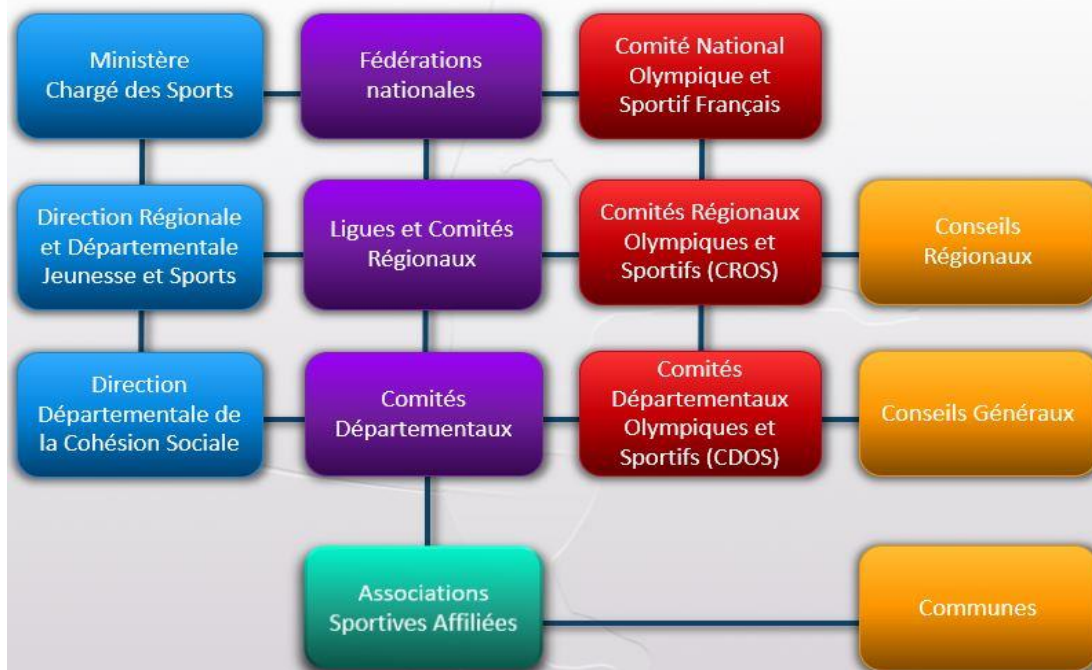 Ministère
Chargé des Sports
Fédérations
nationales
Comité National
Olympique et
Sportif Français
Direction Régionale
et Départementale
Jeunesse et Sports
Ligues et Comités
Régionaux
Comités Régionaux
Olympiques et
Sportifs (CROS)
Conseils
Régionaux
Direction
Départementale de
la Cohésion Sociale
Comités
Départementaux
Comités
Départementaux
Olympiques et
Sportifs (CDOS)
Conseils Généraux
Associations
Sportives Affiliées
Communes